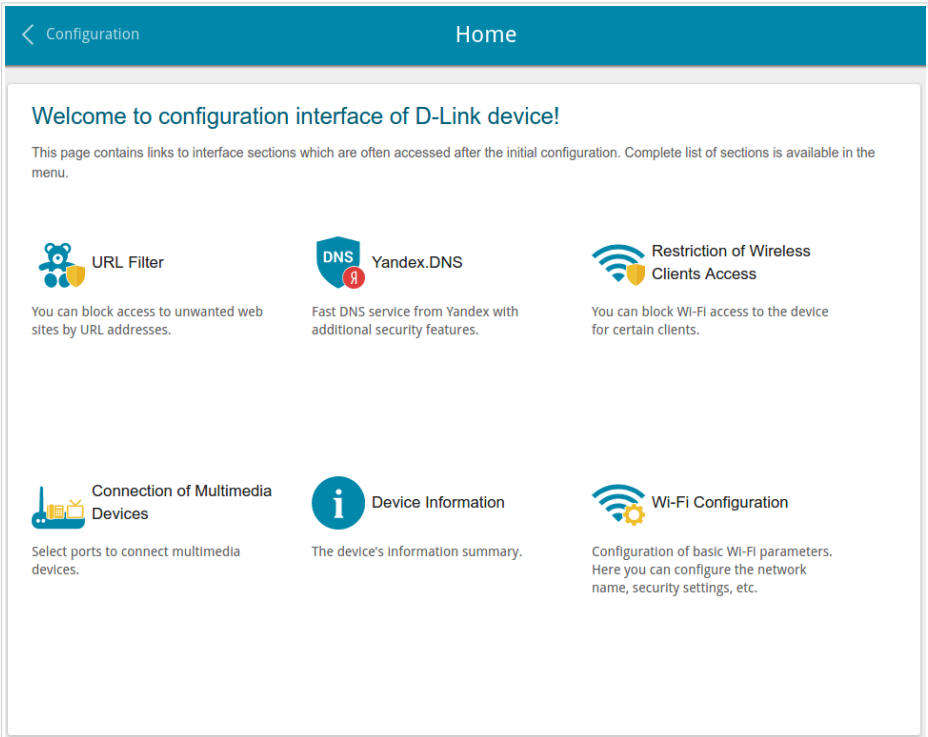 Configuration
Home
Welcome to configuration interface of D-Link device!
This page contains links to interface sections which are often accessed after the initial configuration. Complete list of sections is available in the
menu.
URL Filter
You can block access to unwanted web
sites by URL addresses.
DNS
Я
Yandex.DNS
Fast DNS service from Yandex with
additional security features.
Restriction of Wireless
Clients Access
You can block Wi-Fi access to the device
for certain clients.
Connection of Multimedia
Devices
Select ports to connect multimedia
devices.
i
Device Information
The device's information summary.
Wi-Fi Configuration
Configuration of basic Wi-Fi parameters.
Here you can configure the network
name, security settings, etc.